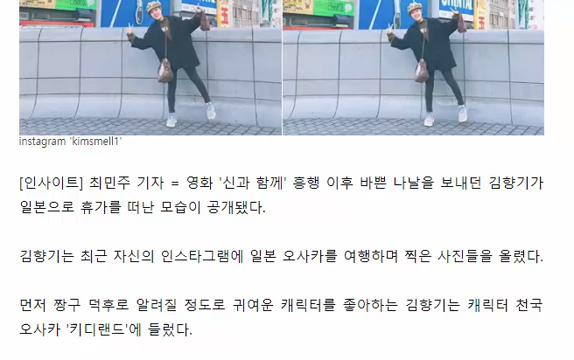 ORIENTAL
instagram 'kimsmell1'
[인사이트] 최민주 기자 = 영화 '신과 함께' 흥행 이후 바쁜 나날을 보내던 김향기가
일본으로 휴가를 떠난 모습이 공개됐다.
김향기는 최근 자신의 인스타그램에 일본 오사카를 여행하며 찍은 사진들을 올렸다.
먼저 짱구 덕후로 알려질 정도로 귀여운 캐릭터를 좋아하는 김향기는 캐릭터 천국
오사카 '키디랜드'에 들렀다.